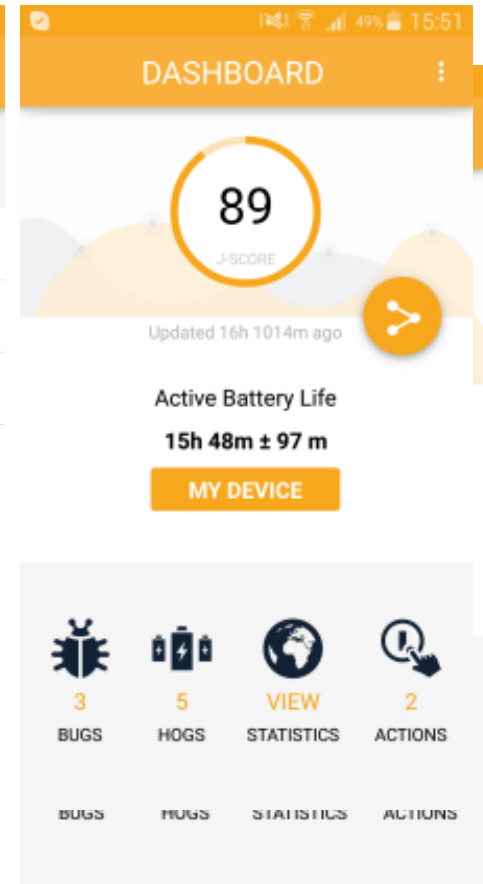 49% 15:51
DASHBOARD
89
J-SCORE
Updated 16h 1014m ago
Active Battery Life
15h 48m ± 97 m
MY DEVICE
3 5 VIEW 2
BUGS HOGS STATISTICS ACTIONS
BUGS HOGS STATISTICS ACTIONS